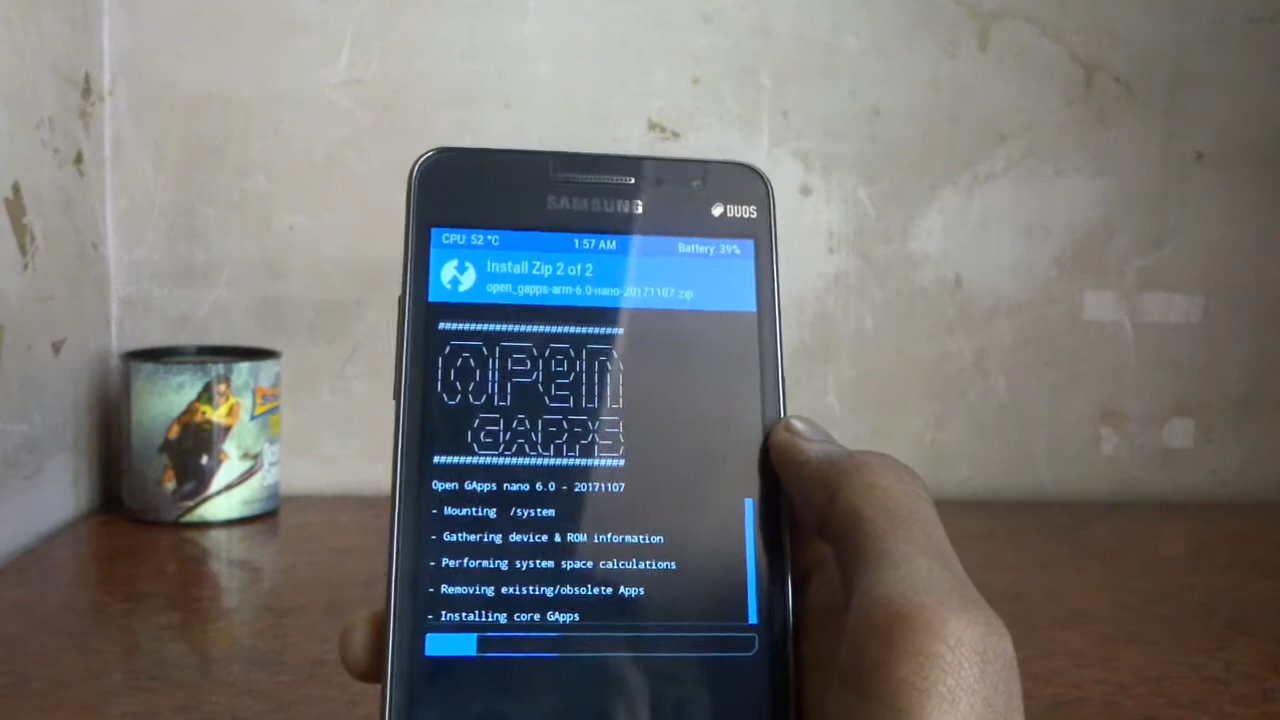 SAMSUNG
DUOS
CPU: 52 °C 1:57 AM Battery: 39%
Install Zip 2 of 2
open_gapps-arm-6.0-nano-20171107.zip
##########################
OPEN
GAPPS
##########################
Open GApps nano 6.0 - 20171107
- Mounting /system
- Gathering device & ROM information
- Performing system space calculations
- Removing existing/obsolete Apps
- Installing core GApps